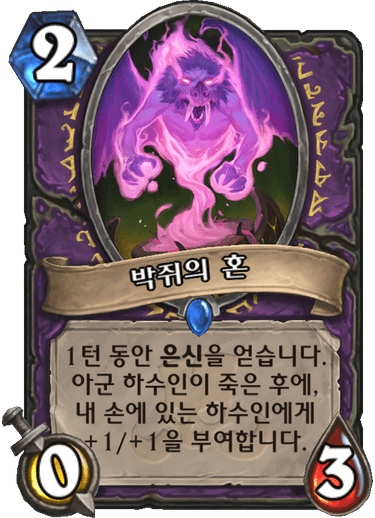 2
박쥐의 혼
1턴 동안 은신을 얻습니다.
아군 하수인이 죽은 후에,
내 손에 있는 하수인에게
+1/+1을 부여합니다.
0
3